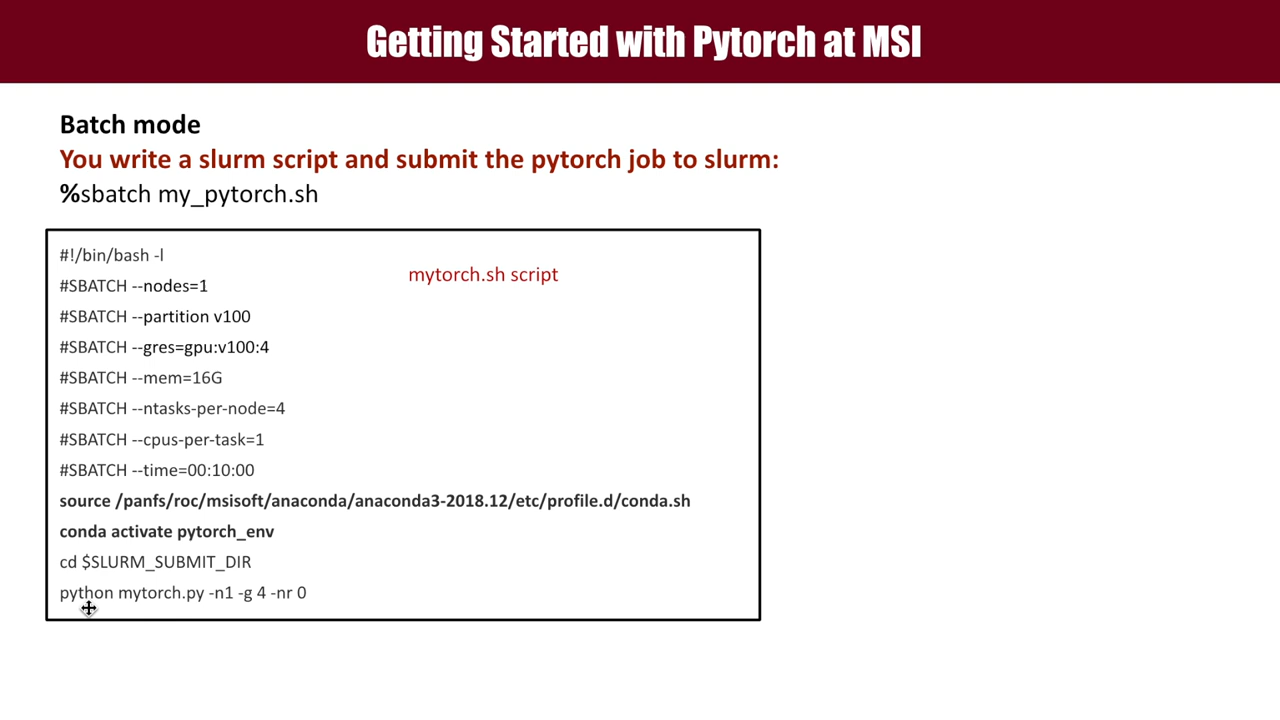 Getting Started with Pytorch at MSI
Batch mode
You write a slurm script and submit the pytorch job to slurm:
%sbatch my_pytorch.sh
#!/bin/bash -l
mytorch.sh script
#SBATCH --nodes=1
#SBATCH --partition v100
#SBATCH --gres=gpu:v100:4
#SBATCH --mem=16G
#SBATCH --ntasks-per-node=4
#SBATCH --cpus-per-task=1
#SBATCH --time=00:10:00
source /panfs/roc/msisoft/anaconda/anaconda3-2018.12/etc/profile.d/conda.sh
conda activate pytorch_env
cd $SLURM_SUBMIT_DIR
python mytorch.py -n1 -g 4 -nr 0